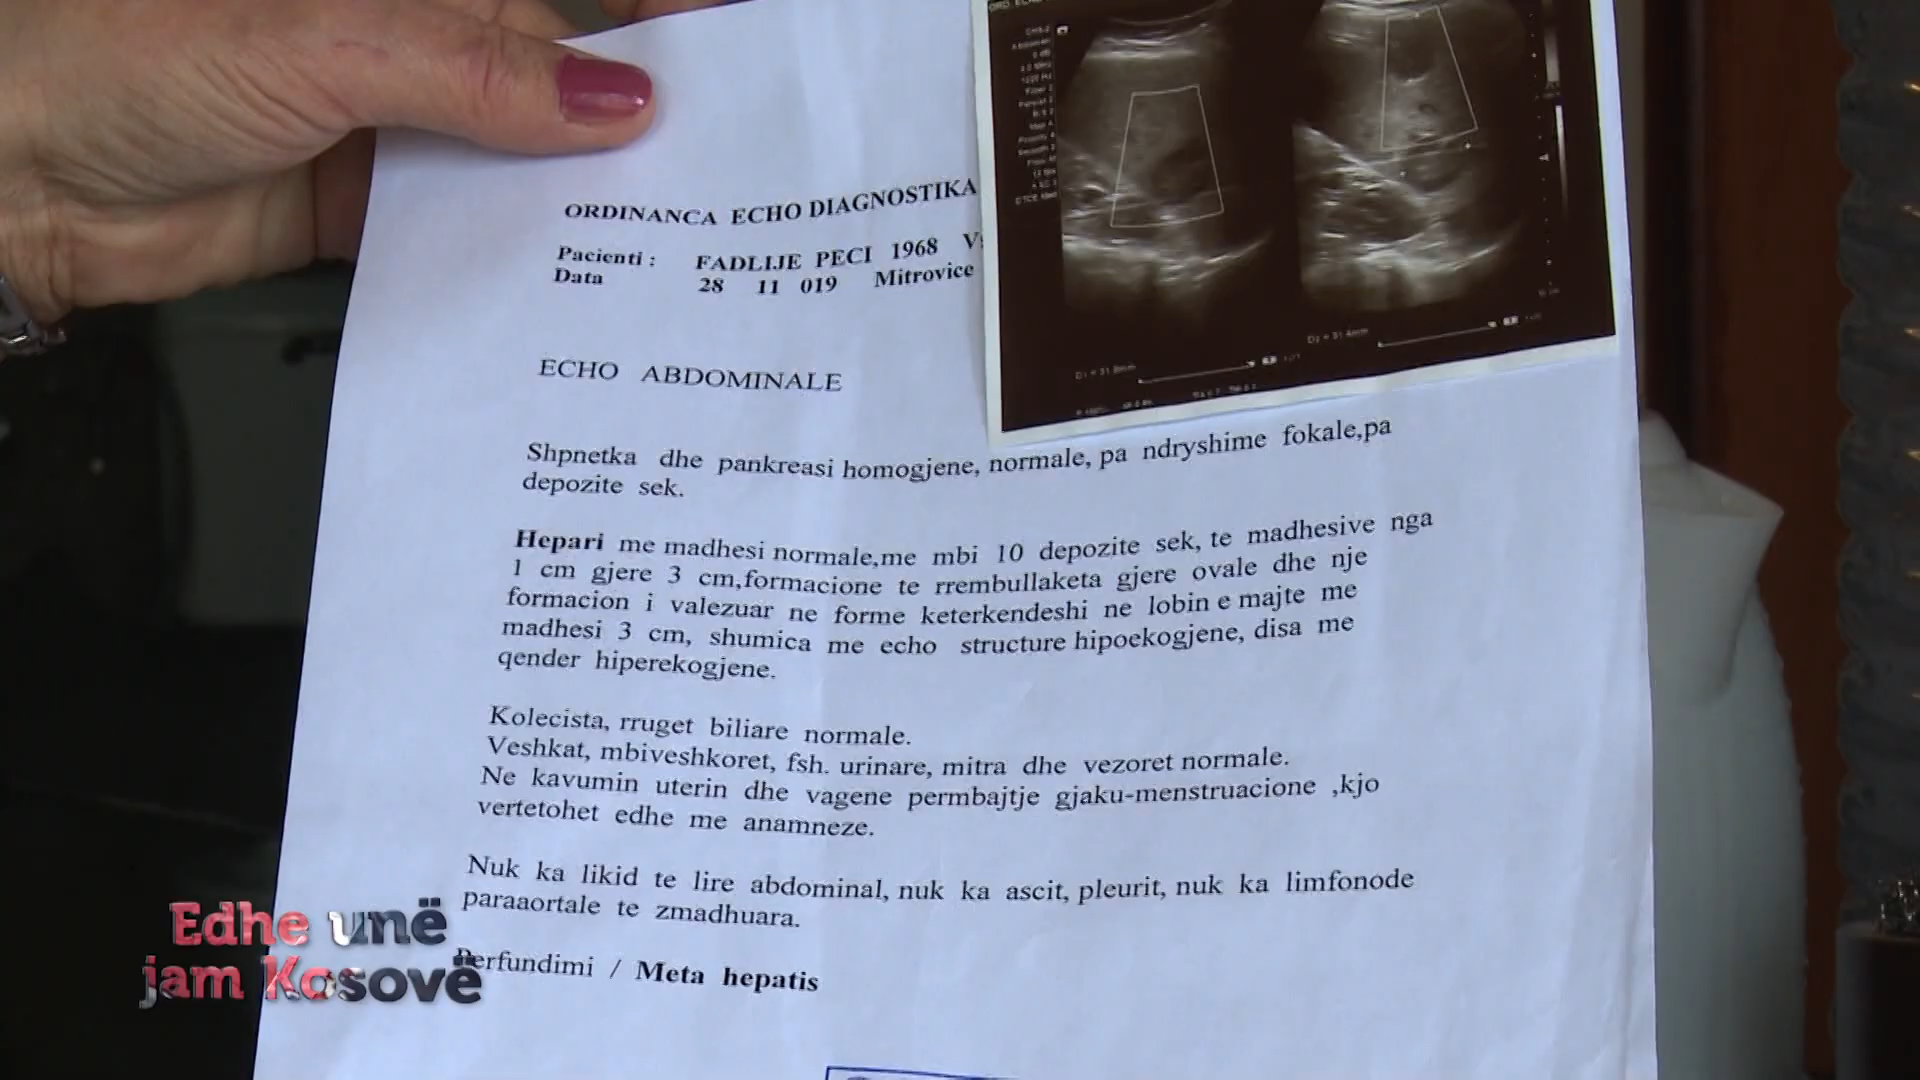 ORDINANCA ECHO DIAGNOSTIKA
Pacienti : FADLIJE PECI 1968
Data 28 11 019 Mitrovice
ECHO ABDOMINALE
Shpnetka dhe pankreasi homogjene, normale, pa ndryshime fokale,pa
depozite sek.
Hepari me madhesi normale,me mbi 10 depozite sek, te madhesive nga
1 cm gjere 3 cm,formacione te rrembullaketa gjere ovale dhe nje
formacion i valezuar ne forme keterkendeshi ne lobin e majte me
madhesi 3 cm, shumica me echo structure hipoekogjene, disa me
qender hiperekogjene.
Kolecista, rruget biliare normale.
Veshkat, mbiveshkoret, fsh. urinare, mitra dhe vezoret normale.
Ne kavumin uterin dhe vagene permbajtje gjaku-menstruacione ,kjo
vertetohet edhe me anamneze.
Nuk ka likid te lire abdominal, nuk ka ascit, pleurit, nuk ka limfonode
paraaortale te zmadhuara.
Perfundimi / Meta hepatis
Edhe unë
jam Kosovë